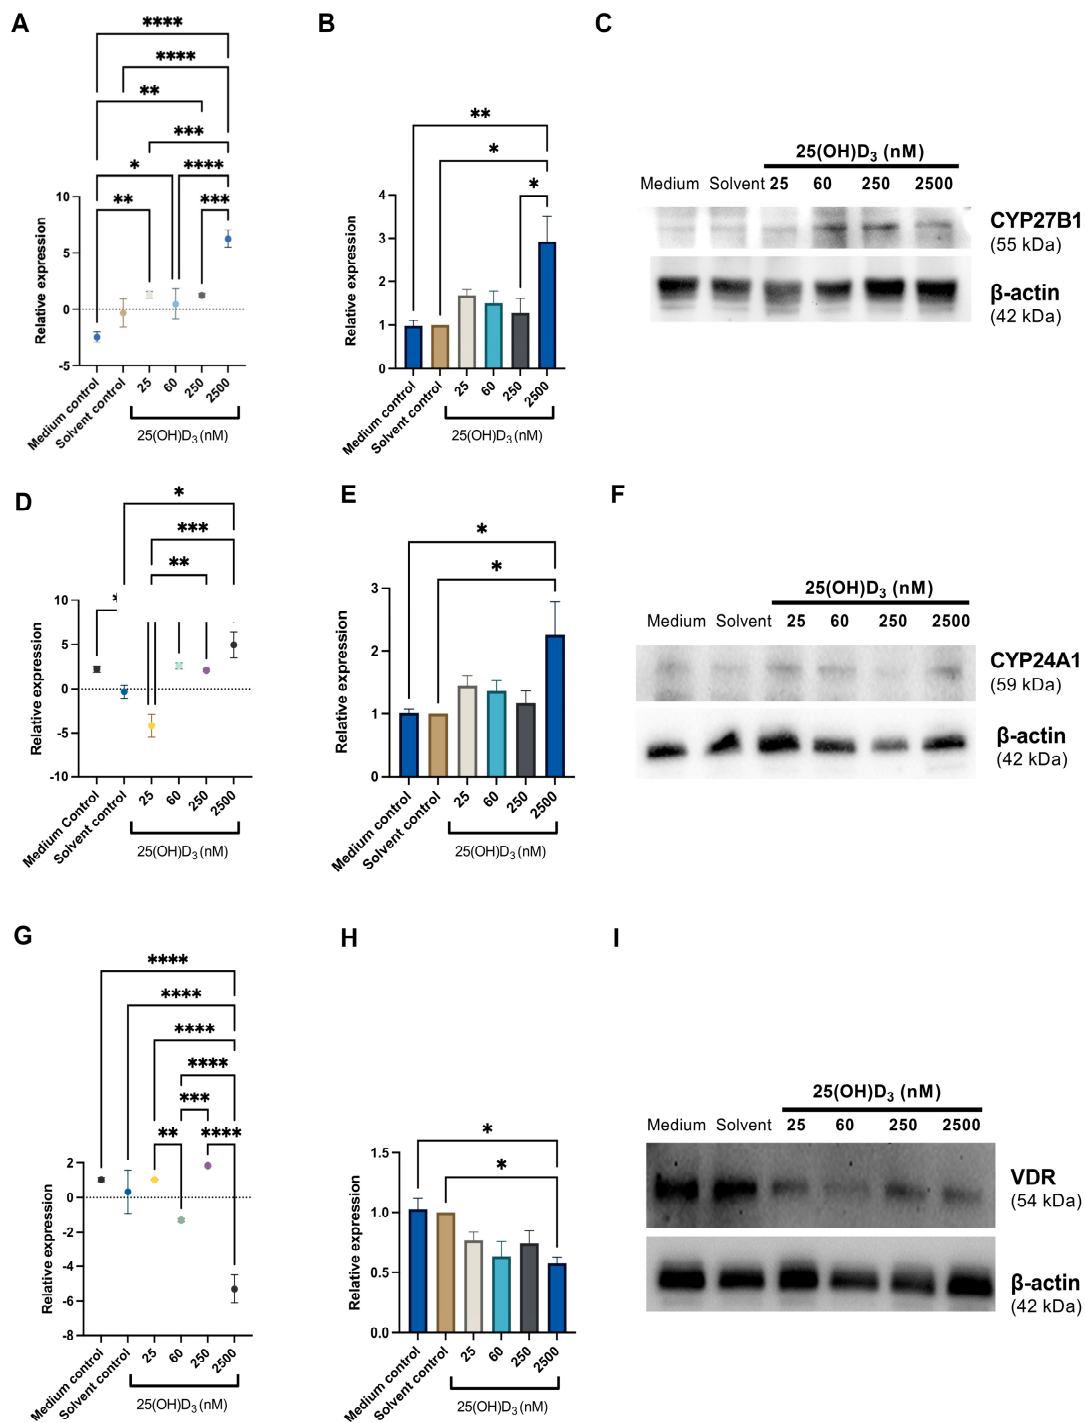 A
****
****
**
***
*
****
**
***
Relative expression
10
5
0
-5
Medium control
Solvent control
25
60
250
2500
25(OH)D3 (nM)
B
**
*
*
Relative expression
4
3
2
1
0
Medium control
Solvent control
25
60
250
2500
25(OH)D3 (nM)
C
25(OH)D3 (nM)
Medium Solvent 25 60 250 2500
CYP27B1
(55 kDa)
β-actin
(42 kDa)
D
*
***
**
*
Relative expression
10
5
0
-5
-10
Medium Control
Solvent control
25
60
250
2500
25(OH)D3 (nM)
E
*
*
Relative expression
3
2
1
0
Medium control
Solvent control
25
60
250
2500
25(OH)D3 (nM)
F
25(OH)D3 (nM)
Medium Solvent 25 60 250 2500
CYP24A1
(59 kDa)
β-actin
(42 kDa)
G
****
****
****
****
***
**
****
Relative expression
2
0
-2
-4
-6
-8
Medium control
Solvent control
25
60
250
2500
25(OH)D3 (nM)
H
*
*
Relative expression
1.5
1.0
0.5
0.0
Medium control
Solvent control
25
60
250
2500
25(OH)D3 (nM)
I
25(OH)D3 (nM)
Medium Solvent 25 60 250 2500
VDR
(54 kDa)
β-actin
(42 kDa)